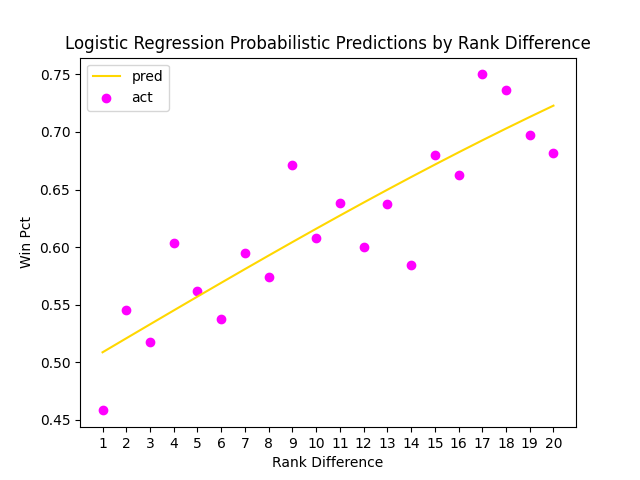 Logistic Regression Probabilistic Predictions by Rank Difference
pred
act
0.75
0.70
0.65
0.60
0.55
0.50
0.45
Win Pct
1 2 3 4 5 6 7 8 9 10 11 12 13 14 15 16 17 18 19 20
Rank Difference